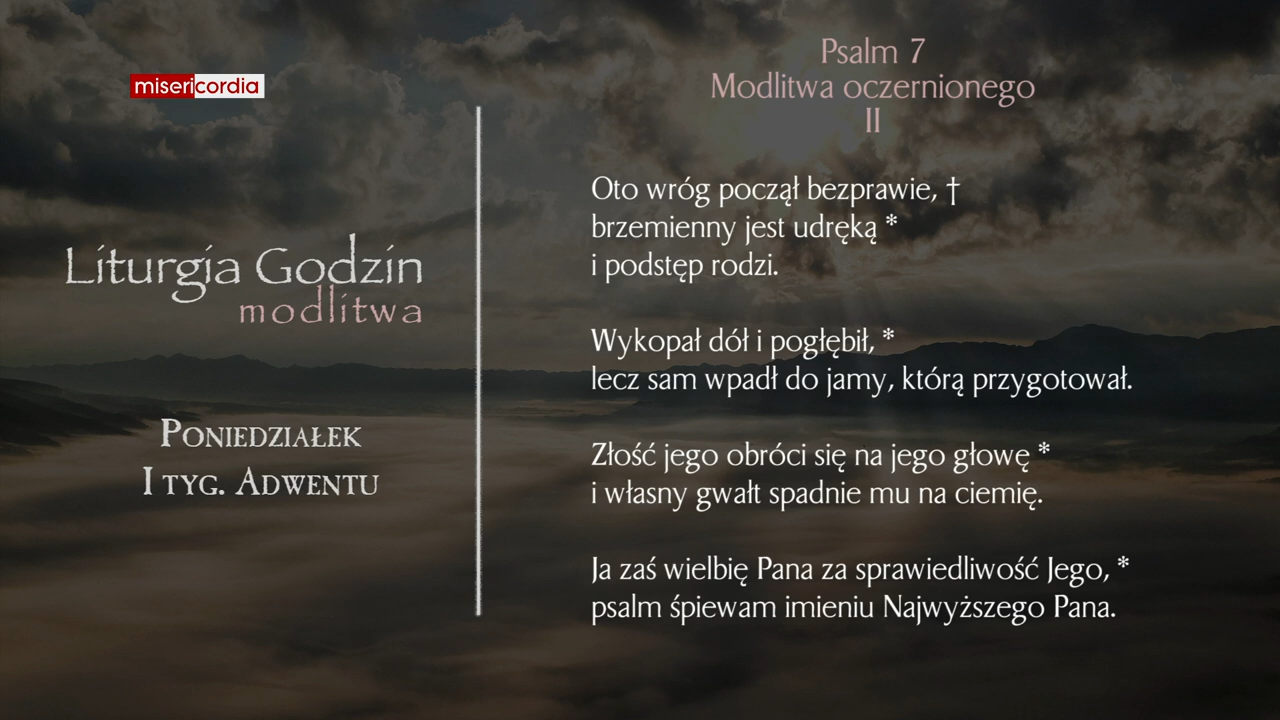 misericordia
Liturgia Godzin
modlitwa
Poniedziałek
I tyg. Adwentu
Psalm 7
Modlitwa oczernionego
II
Oto wróg począł bezprawie, †
brzemienny jest udręką *
i podstęp rodzi.
Wykopał dół i pogłębił, *
lecz sam wpadł do jamy, którą przygotował.
Złość jego obróci się na jego głowę *
i własny gwałt spadnie mu na ciemię.
Ja zaś wielbię Pana za sprawiedliwość Jego, *
psalm śpiewam imieniu Najwyższego Pana.